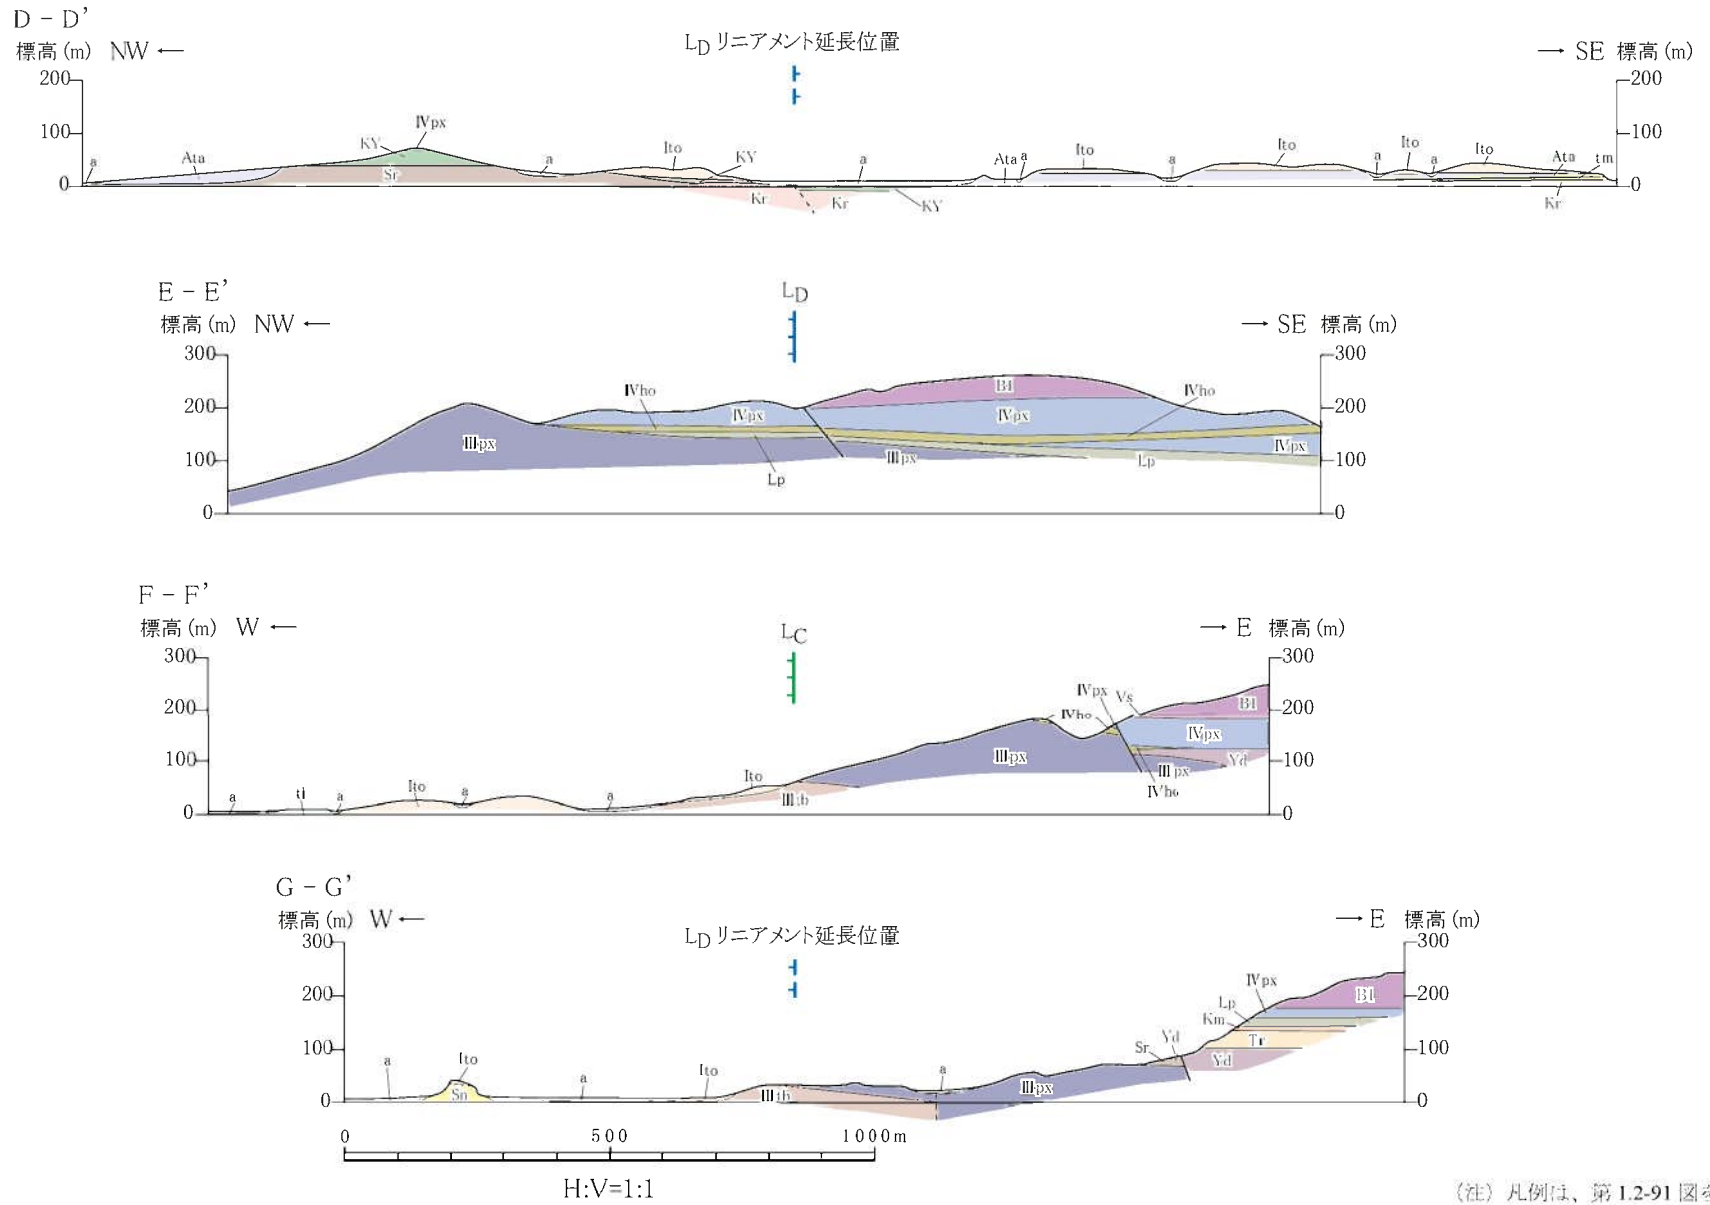 D - D'
標高(m) NW ←
LD リニアメント延長位置
→ SE 標高(m)
200
100
0
a
Ata
KY
IVpx
Sr
a
Ito
KY
Kr
Kr
a
KY
Ata
a
Ito
a
Ito
a
Ito
a
Ito
Ata
tm
Kr
200
100
0
E - E'
標高(m) NW ←
LD
→ SE 標高(m)
300
200
100
0
IIIpx
IVho
IVpx
Lp
Bl
IVpx
IIIpx
IVho
IVpx
Lp
300
200
100
0
F - F'
標高(m) W ←
LC
→ E 標高(m)
300
200
100
0
a
tl
a
Ito
a
a
Ito
IIItb
IIIpx
IVho
IVpx
Vs
Bl
IVpx
Yd
IIIpx
IVho
300
200
100
0
G - G'
標高(m) W ←
LD リニアメント延長位置
→ E 標高(m)
300
200
100
0
a
Ito
Sn
a
Ito
IIItb
a
IIIpx
Sr
Yd
Km
Lp
IVpx
Bl
Tr
Yd
300
200
100
0
0 500 1000m
H:V=1:1
(注) 凡例は、第 1.2-91 図を